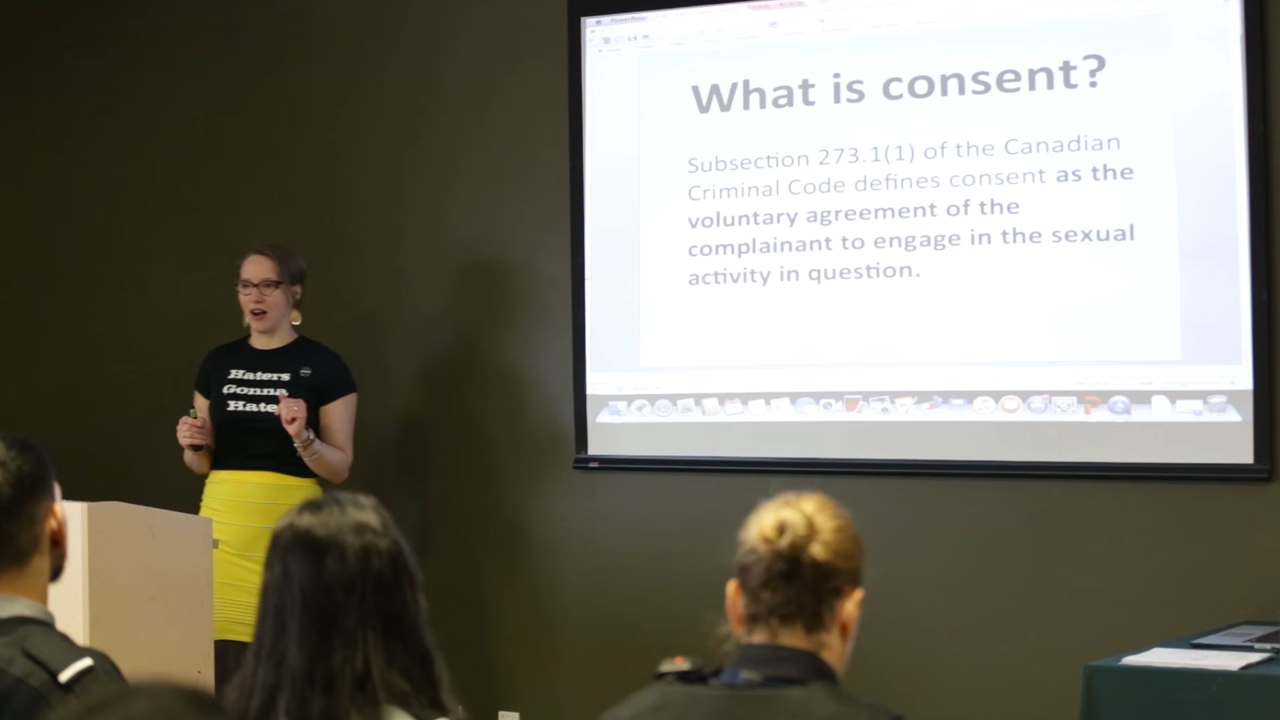 What is consent?
Subsection 273.1(1) of the Canadian
Criminal Code defines consent as the
voluntary agreement of the
complainant to engage in the sexual
activity in question.
Haters
Gonna
Hate